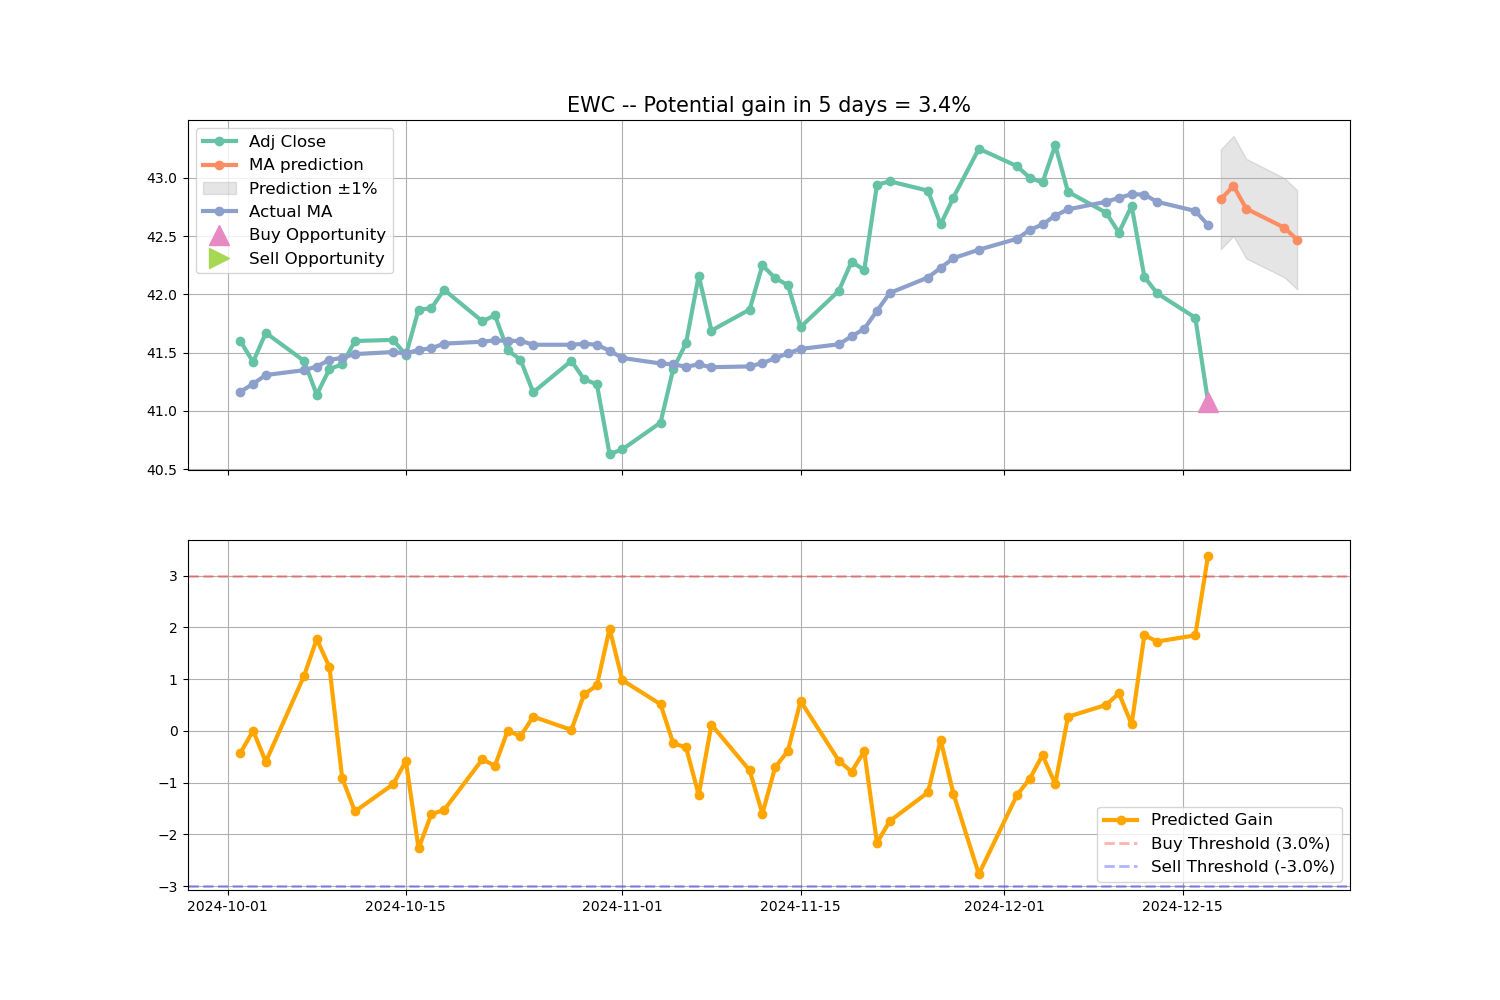 EWC -- Potential gain in 5 days = 3.4%
Adj Close
MA prediction
Prediction ±1%
Actual MA
Buy Opportunity
Sell Opportunity
43.0
42.5
42.0
41.5
41.0
40.5
3
2
1
0
−1
−2
−3
Predicted Gain
Buy Threshold (3.0%)
Sell Threshold (-3.0%)
2024-10-01 2024-10-15 2024-11-01 2024-11-15 2024-12-01 2024-12-15